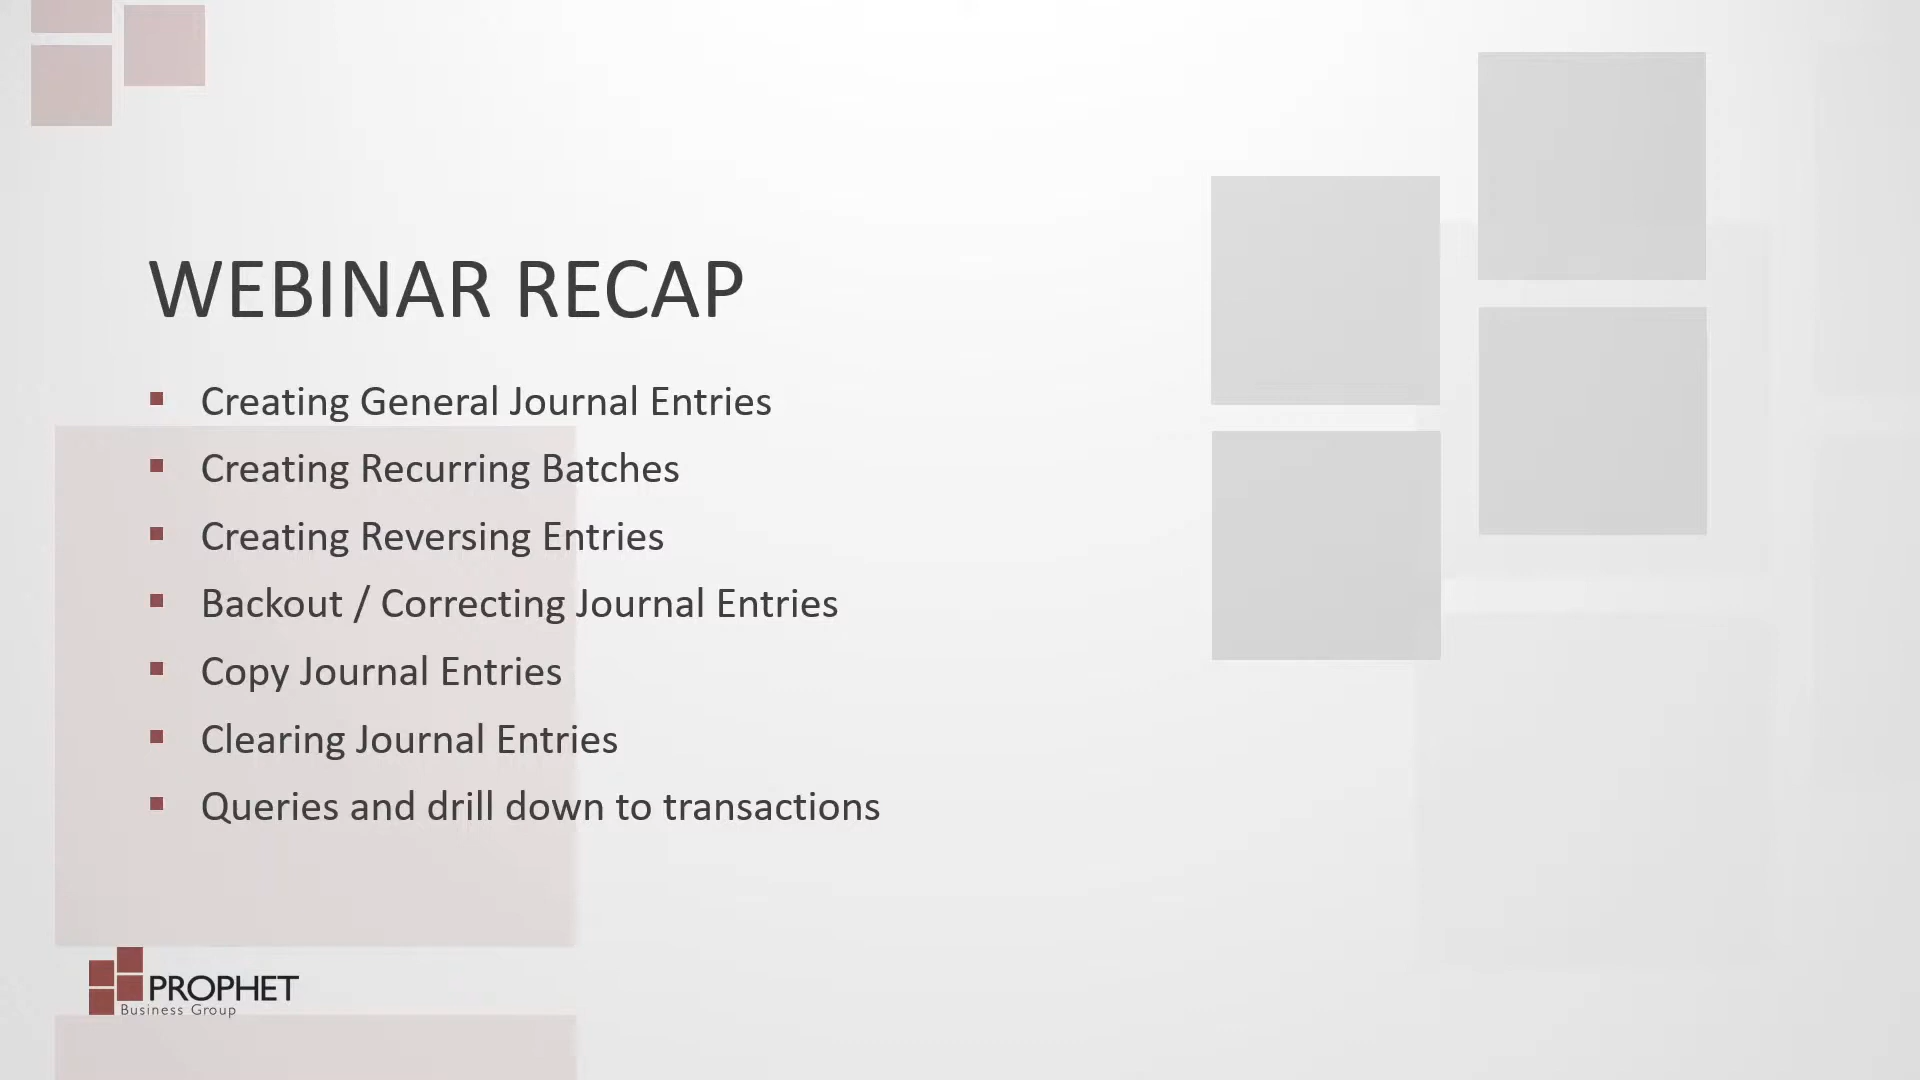 WEBINAR RECAP
Creating General Journal Entries
Creating Recurring Batches
Creating Reversing Entries
Backout / Correcting Journal Entries
Copy Journal Entries
Clearing Journal Entries
Queries and drill down to transactions
PROPHET
Business Group